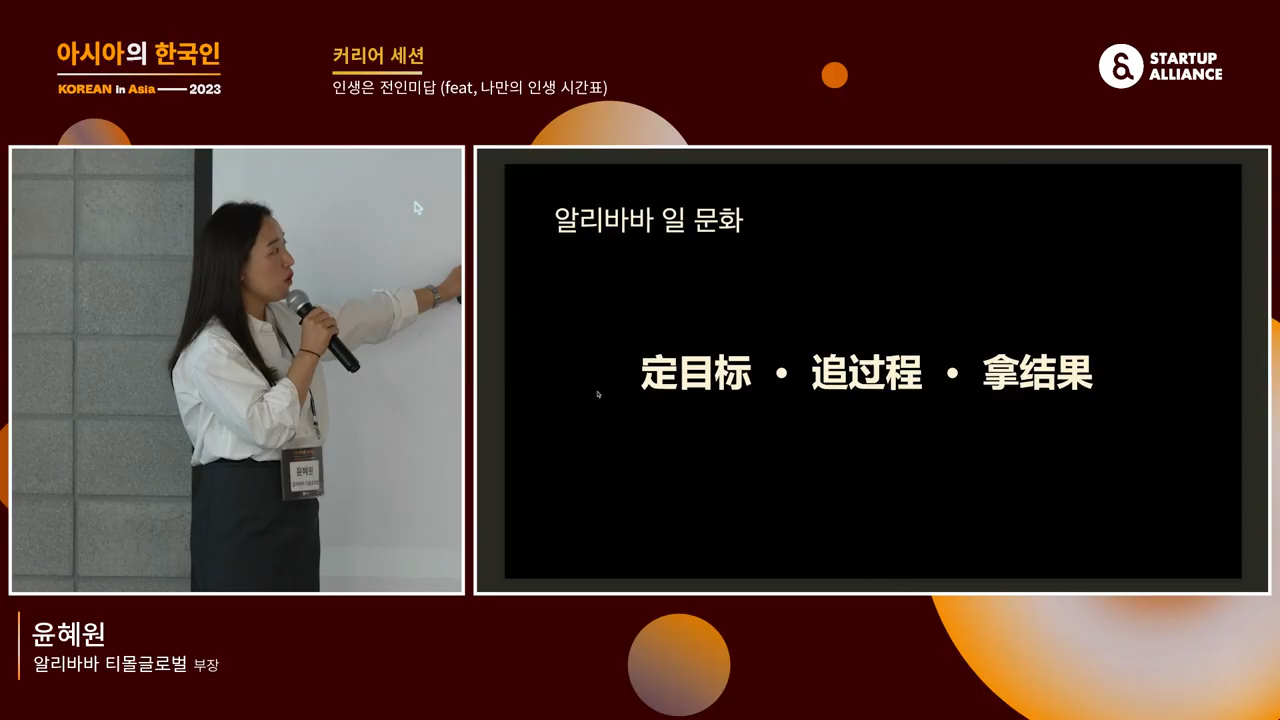 아시아의 한국인
KOREAN in Asia 2023
커리어 세션
인생은 전인미답 (feat, 나만의 인생 시간표)
STARTUP
ALLIANCE
알리바바 일 문화
定目标 • 追过程 • 拿结果
윤혜원
윤혜원
알리바바 티몰글로벌 부장